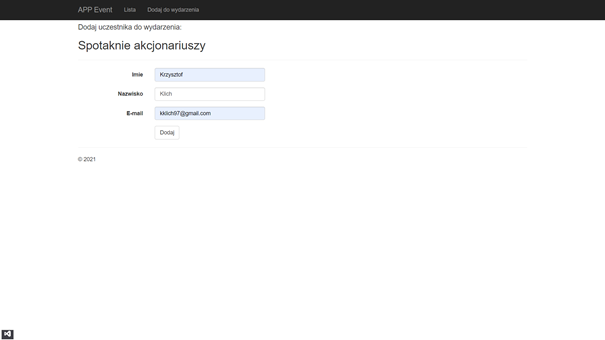 APP Event Lista Dodaj do wydarzenia
Dodaj uczestnika do wydarzenia:
Spotaknie akcjonariuszy
Imie Krzysztof
Nazwisko Klich
E-mail kklich97@gmail.com
Dodaj
© 2021